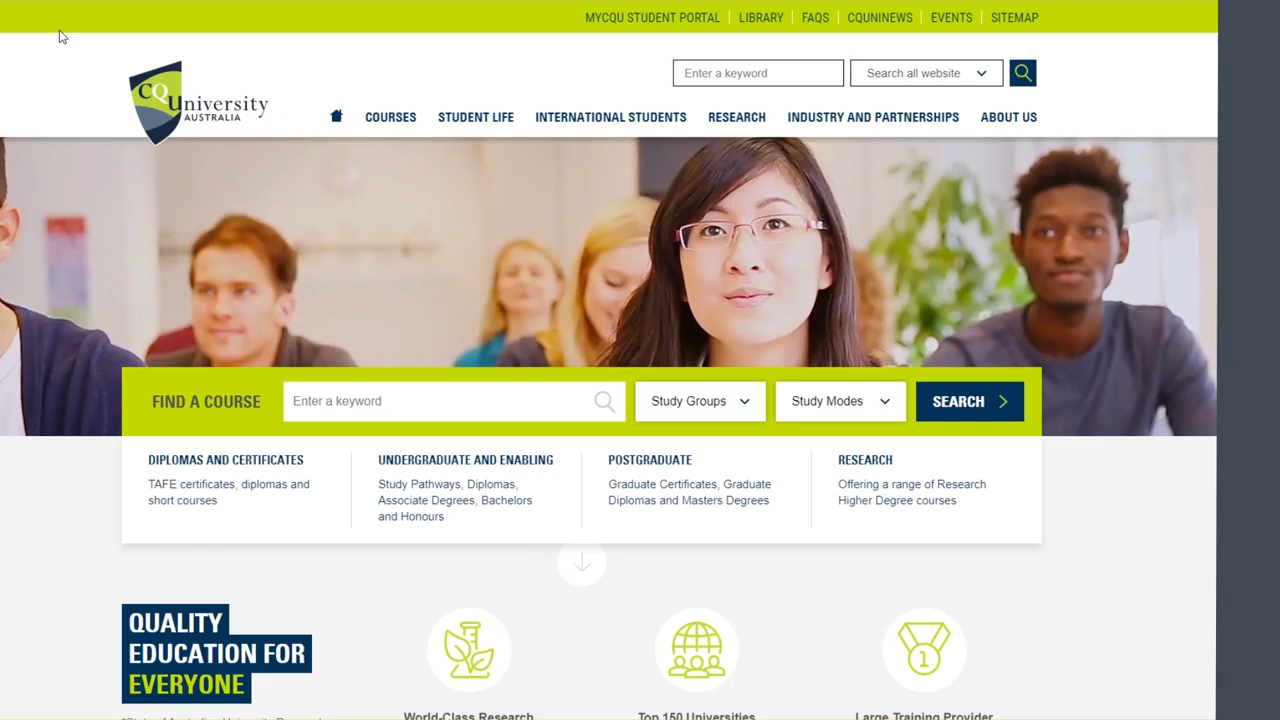 MYCQU STUDENT PORTAL LIBRARY FAQS CQUNINEWS EVENTS SITEMAP
CQUniversity
AUSTRALIA
Enter a keyword Search all website
COURSES STUDENT LIFE INTERNATIONAL STUDENTS RESEARCH INDUSTRY AND PARTNERSHIPS ABOUT US
FIND A COURSE Enter a keyword Study Groups Study Modes SEARCH
DIPLOMAS AND CERTIFICATES
TAFE certificates, diplomas and
short courses
UNDERGRADUATE AND ENABLING
Study Pathways, Diplomas,
Associate Degrees, Bachelors
and Honours
POSTGRADUATE
Graduate Certificates, Graduate
Diplomas and Masters Degrees
RESEARCH
Offering a range of Research
Higher Degree courses
QUALITY
EDUCATION FOR
EVERYONE
1
World-Class Research Top 150 Universities Large Training Provider